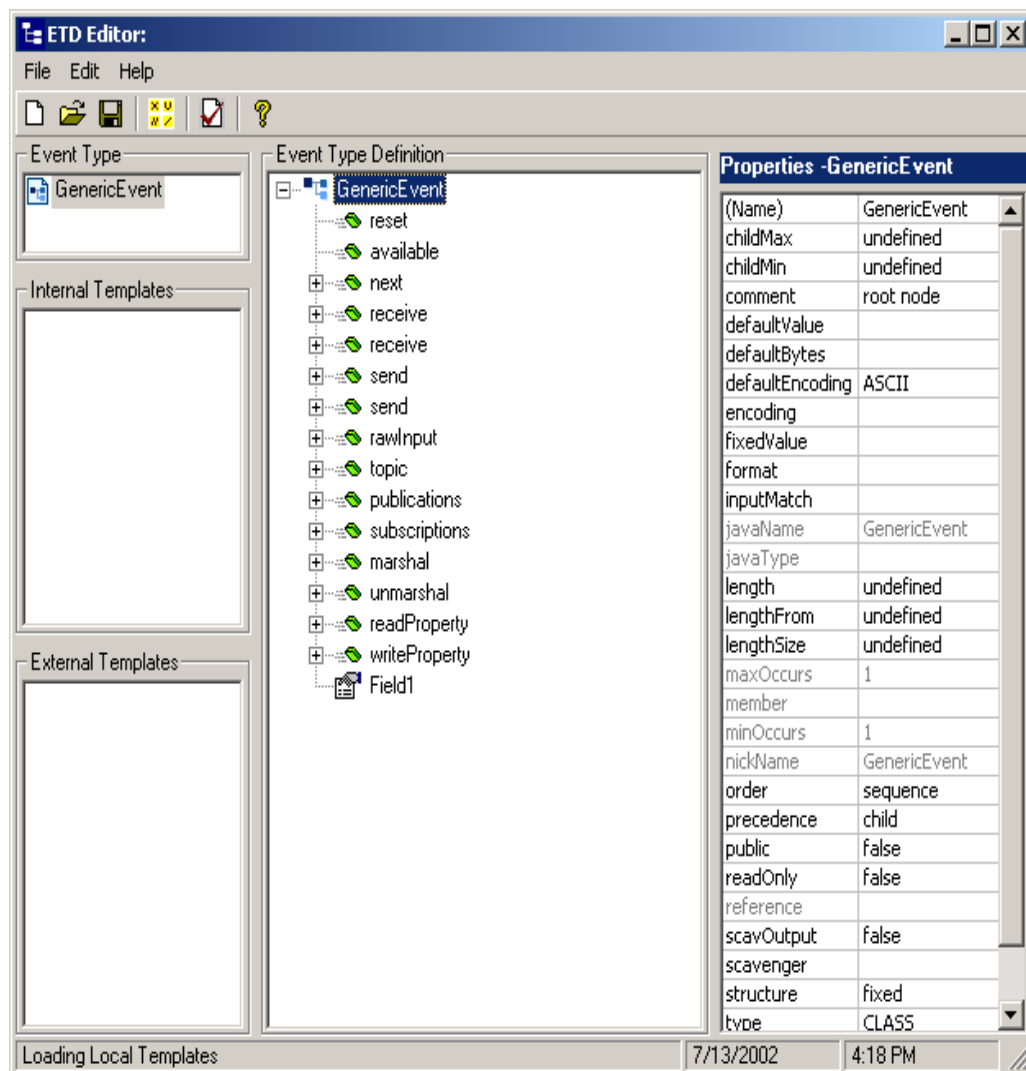 ETD Editor:
File Edit Help
Event Type
GenericEvent
Internal Templates
External Templates
Event Type Definition
GenericEvent
reset
available
next
receive
receive
send
send
rawInput
topic
publications
subscriptions
marshal
unmarshal
readProperty
writeProperty
Field1
Properties -GenericEvent
(Name) GenericEvent
childMax undefined
childMin undefined
comment root node
defaultValue
defaultBytes
defaultEncoding ASCII
encoding
fixedValue
format
inputMatch
javaName GenericEvent
javaType
length undefined
lengthFrom undefined
lengthSize undefined
maxOccurs 1
member
minOccurs 1
nickName GenericEvent
order sequence
precedence child
public false
readOnly false
reference
scavOutput false
scavenger
structure fixed
type CLASS
Loading Local Templates 7/13/2002 4:18 PM